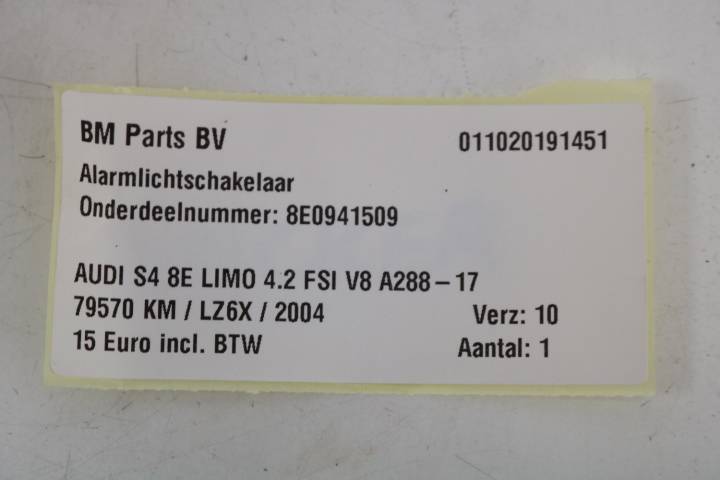 BM Parts BV 011020191451
Alarmlichtschakelaar
Onderdeelnummer: 8E0941509
AUDI S4 8E LIMO 4.2 FSI V8 A288-17
79570 KM / LZ6X / 2004 Verz: 10
15 Euro incl. BTW Aantal: 1